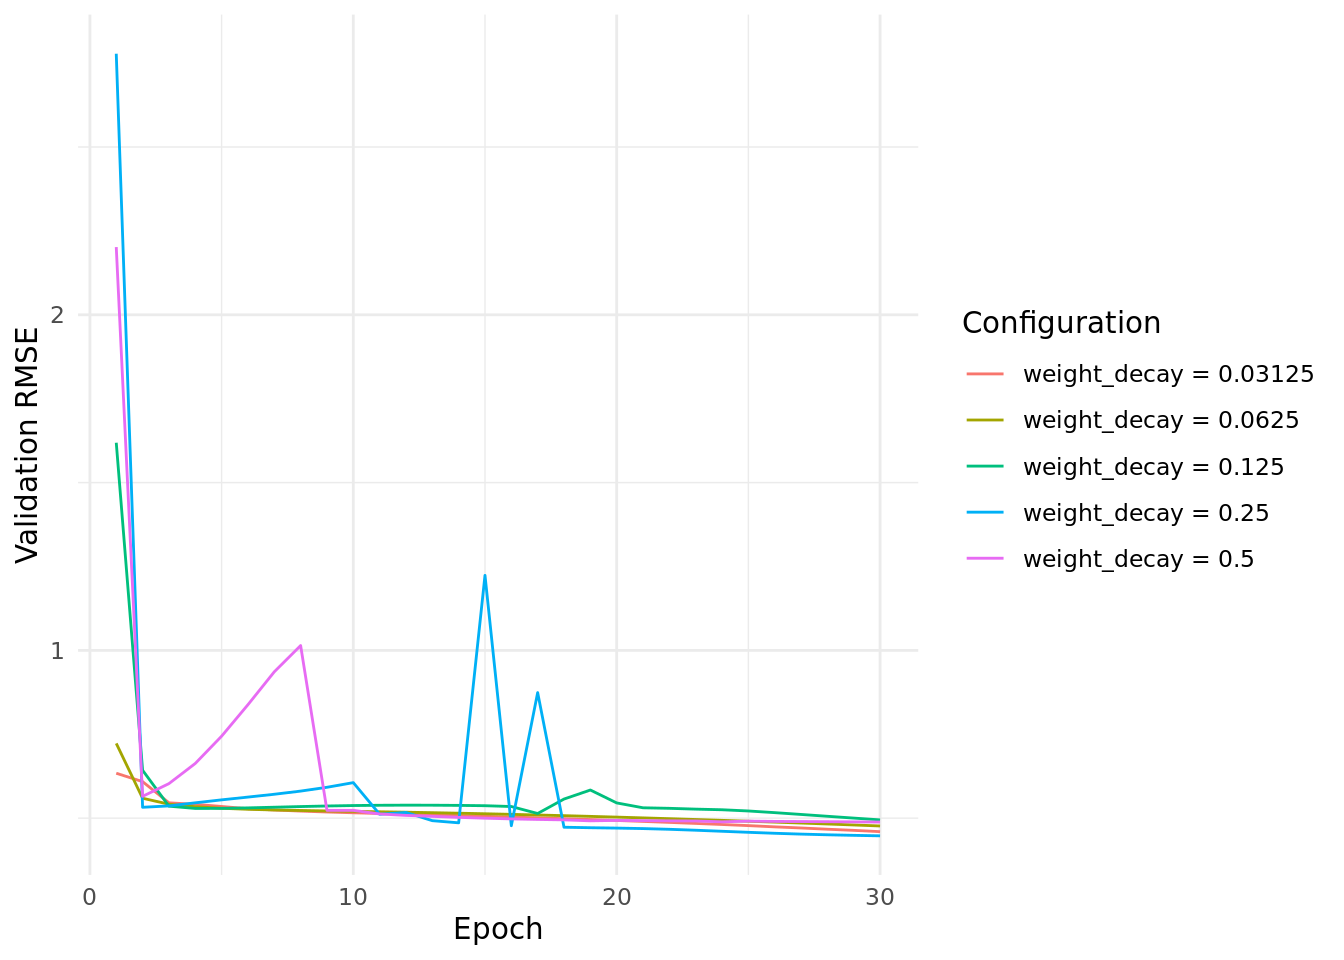 Validation RMSE
2
1
0
10
20
30
Epoch
Configuration
weight_decay = 0.03125
weight_decay = 0.0625
weight_decay = 0.125
weight_decay = 0.25
weight_decay = 0.5